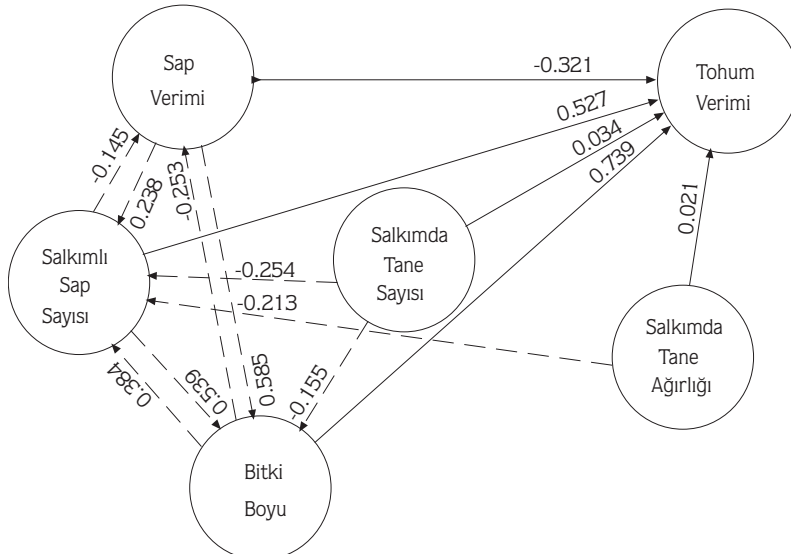 Sap
Verimi
Tohum
Verimi
-0.321
0.527
0.034
0.739
-0.145
0.238
-0.253
0.021
Salkımlı
Sap
Sayısı
Salkımda
Tane
Sayısı
-0.254
-0.213
Salkımda
Tane
Ağırlığı
0.384
0.539
0.585
-0.155
Bitki
Boyu